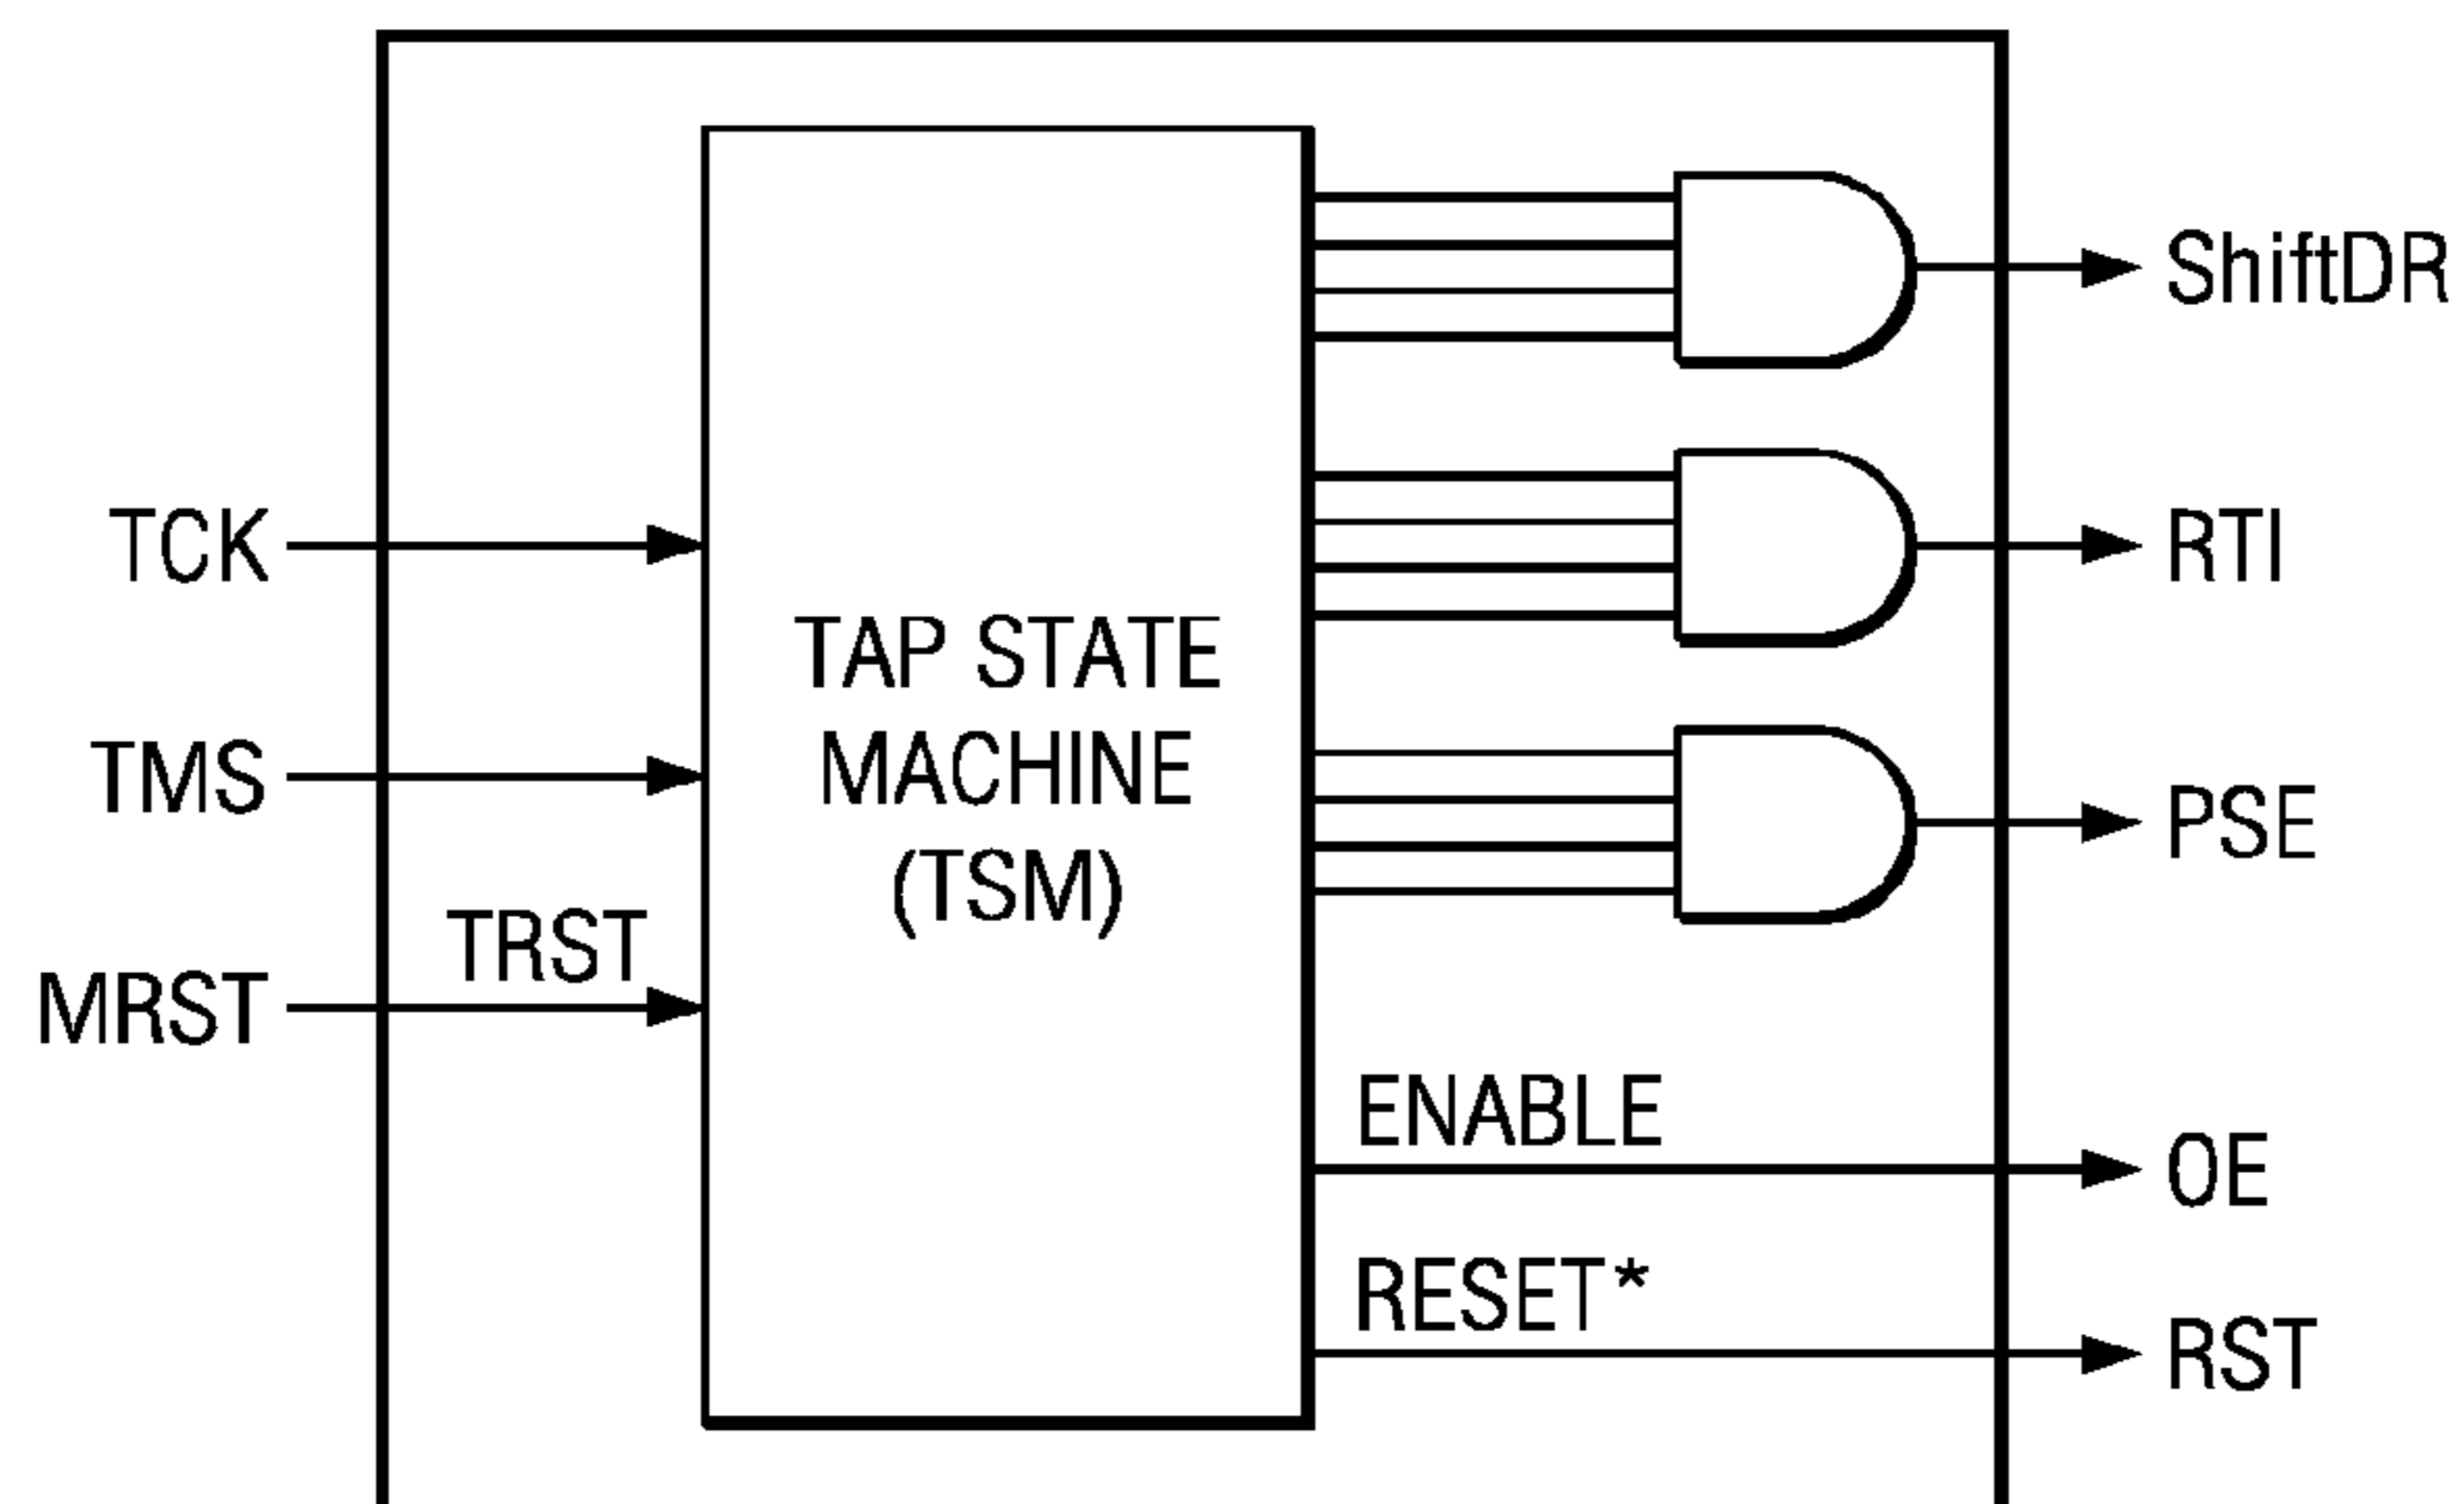 ShiftDR
TCK
RTI
TAP STATE
MACHINE
(TSM)
TMS
PSE
TRST
MRST
ENABLE
OE
RESET*
RST